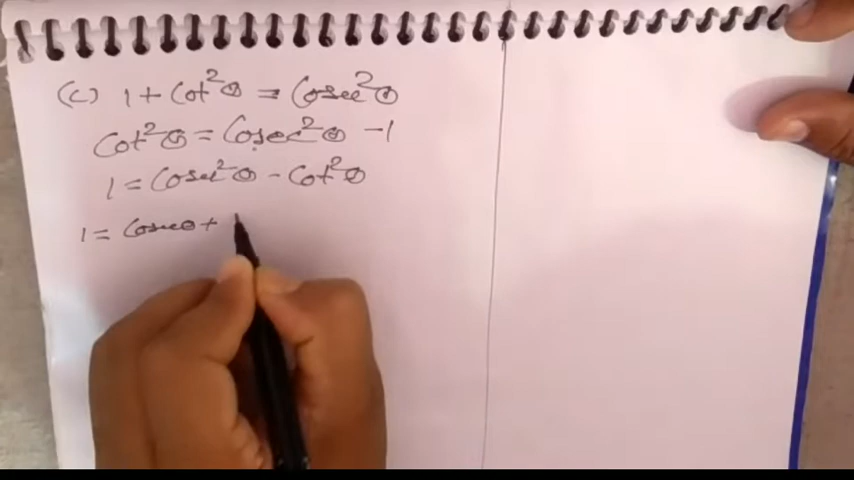 (C) 1 + Cot²θ = Cosec²θ
Cot²θ = Cosec²θ - 1
1 = Cosec²θ - Cot²θ
1 = Cosecθ +